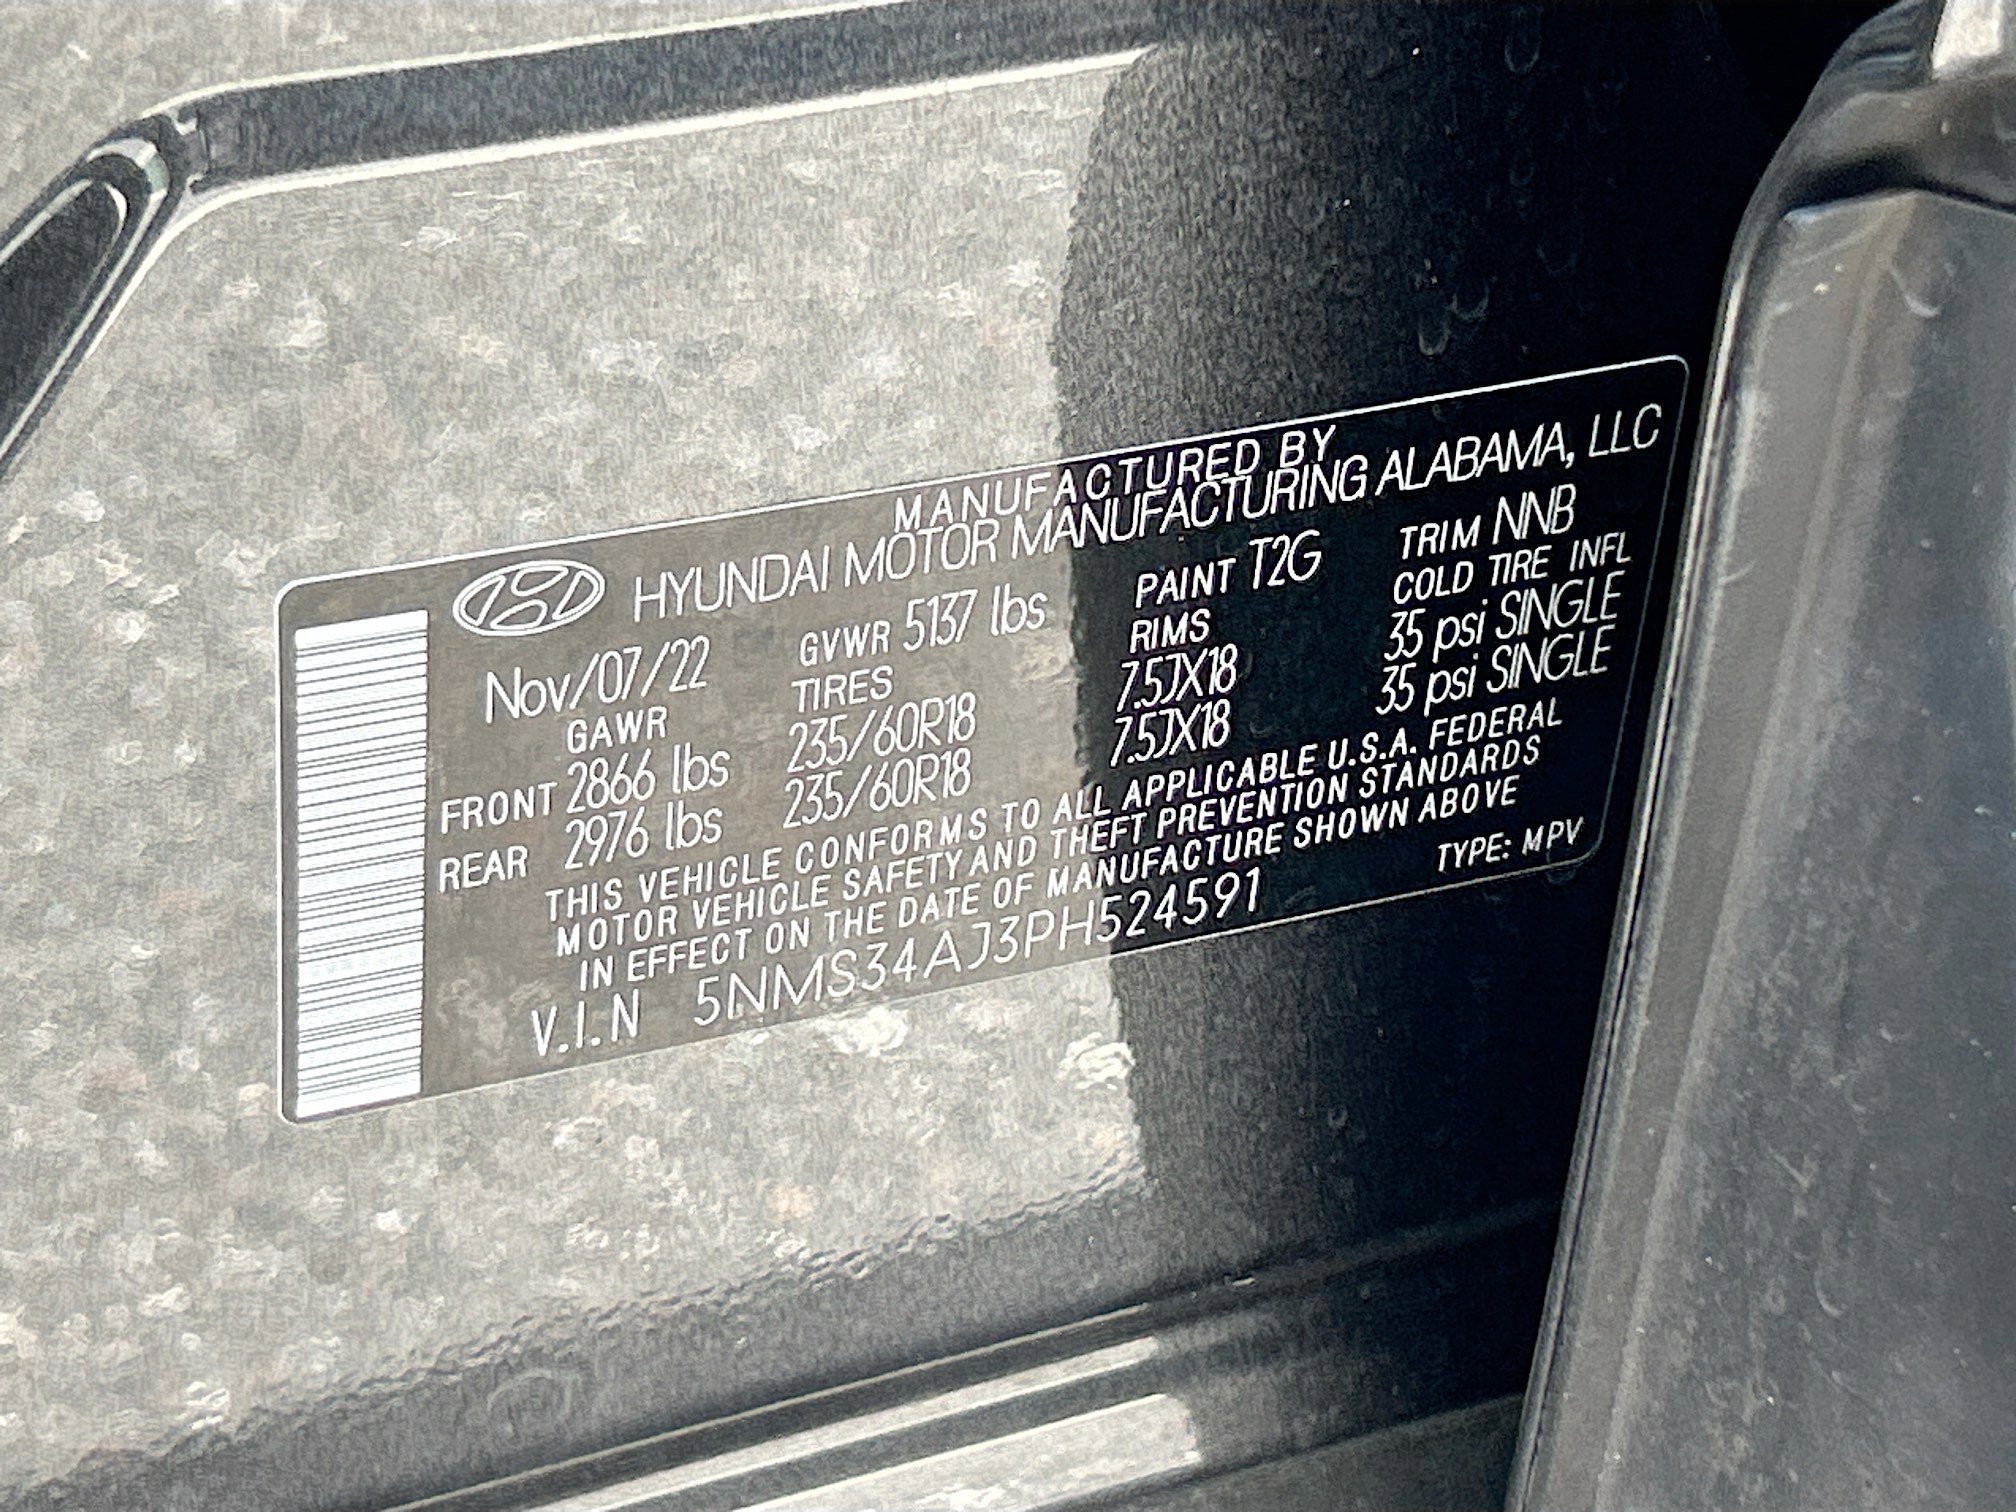 MANUFACTURED BY
HYUNDAI MOTOR MANUFACTURING ALABAMA, LLC
Nov/07/22 GVWR 5137 lbs PAINT T2G TRIM NNB
GAWR TIRES RIMS COLD TIRE INFL
FRONT 2866 lbs 235/60R18 7.5JX18 35 psi SINGLE
REAR 2976 lbs 235/60R18 7.5JX18 35 psi SINGLE
THIS VEHICLE CONFORMS TO ALL APPLICABLE U.S.A. FEDERAL
MOTOR VEHICLE SAFETY AND THEFT PREVENTION STANDARDS
IN EFFECT ON THE DATE OF MANUFACTURE SHOWN ABOVE
V.I.N 5NMS34AJ3PH524591 TYPE: MPV